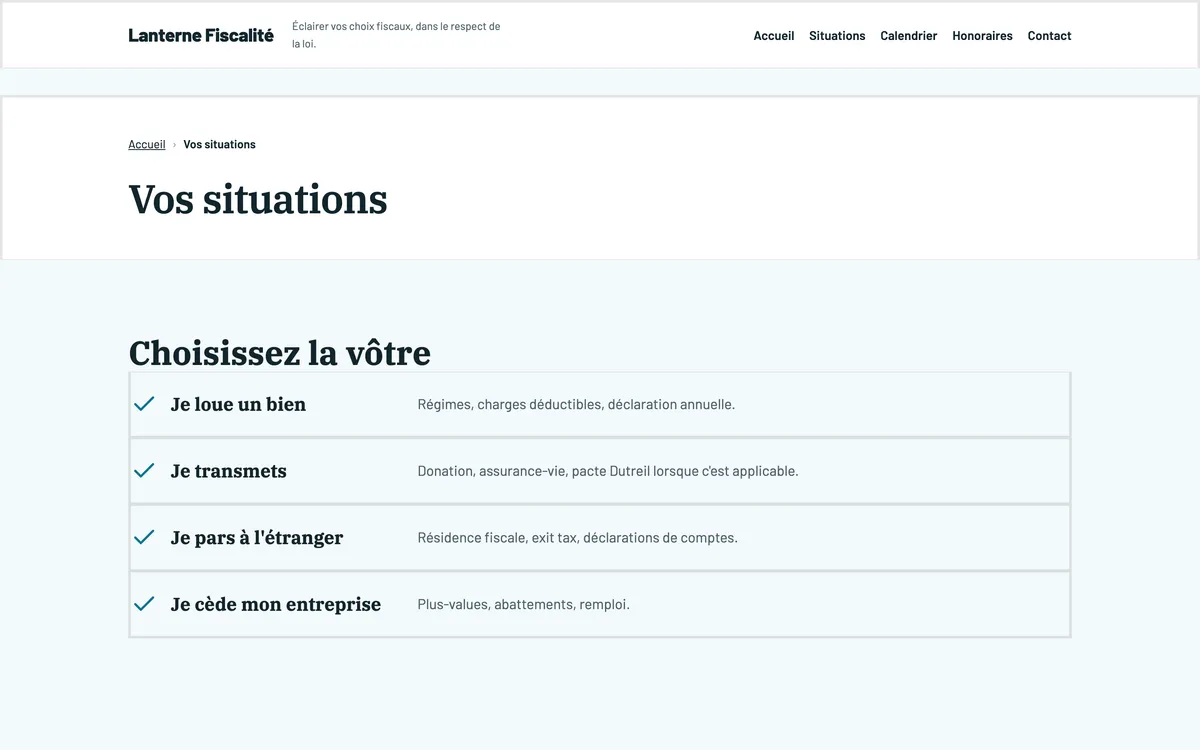 Lanterne Fiscalité
Éclairer vos choix fiscaux, dans le respect de
la loi.
Accueil Situations Calendrier Honoraires Contact
Accueil › Vos situations
Vos situations
Choisissez la vôtre
Je loue un bien Régimes, charges déductibles, déclaration annuelle.
Je transmets Donation, assurance-vie, pacte Dutreil lorsque c'est applicable.
Je pars à l'étranger Résidence fiscale, exit tax, déclarations de comptes.
Je cède mon entreprise Plus-values, abattements, remploi.